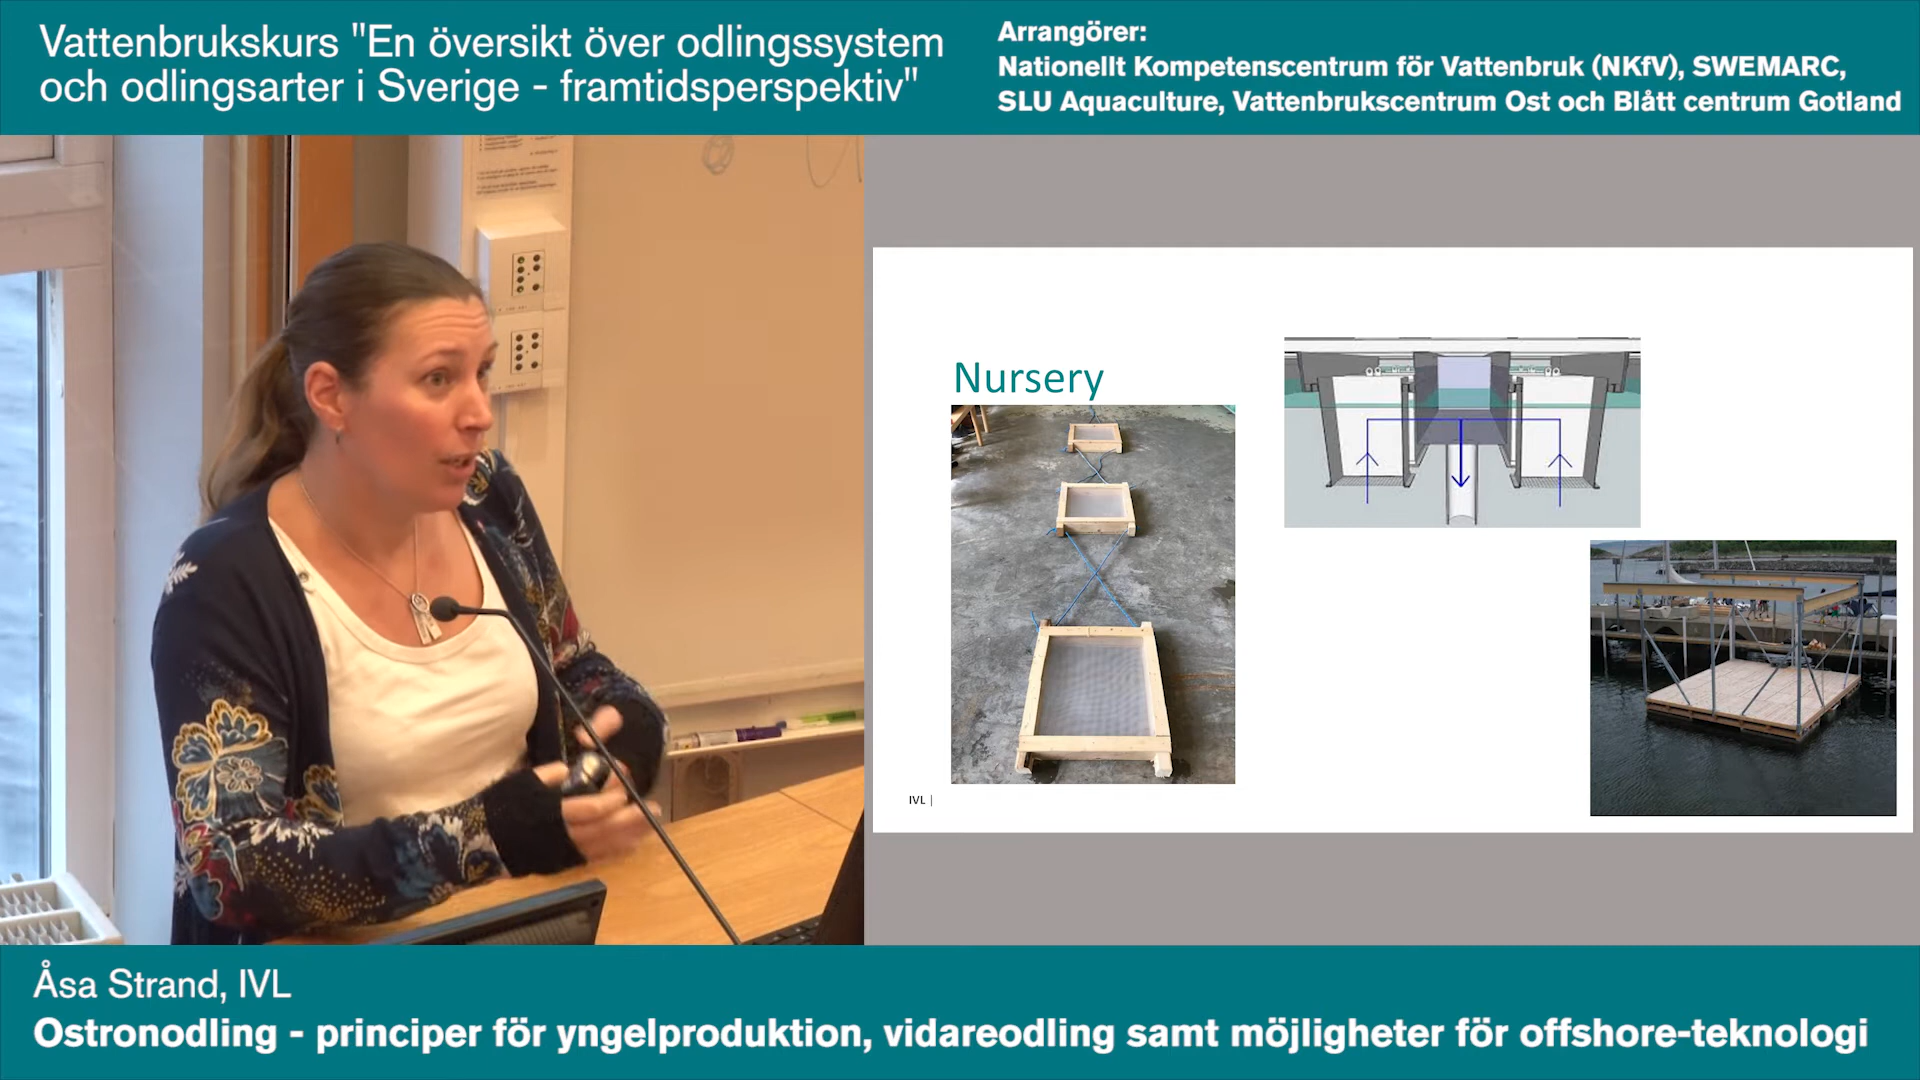 Vattenbrukskurs "En översikt över odlingssystem
och odlingsarter i Sverige - framtidsperspektiv"
Arrangörer:
Nationellt Kompetenscentrum för Vattenbruk (NKfV), SWEMARC,
SLU Aquaculture, Vattenbrukscentrum Ost och Blått centrum Gotland
Nursery
IVL |
Åsa Strand, IVL
Ostronodling - principer för yngelproduktion, vidareodling samt möjligheter för offshore-teknologi